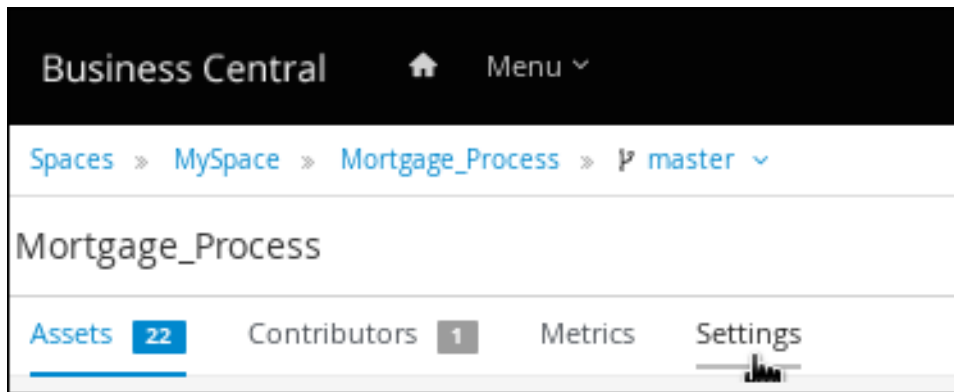 Business Central Menu
Spaces » MySpace » Mortgage_Process » master
Mortgage_Process
Assets 22 Contributors 1 Metrics Settings